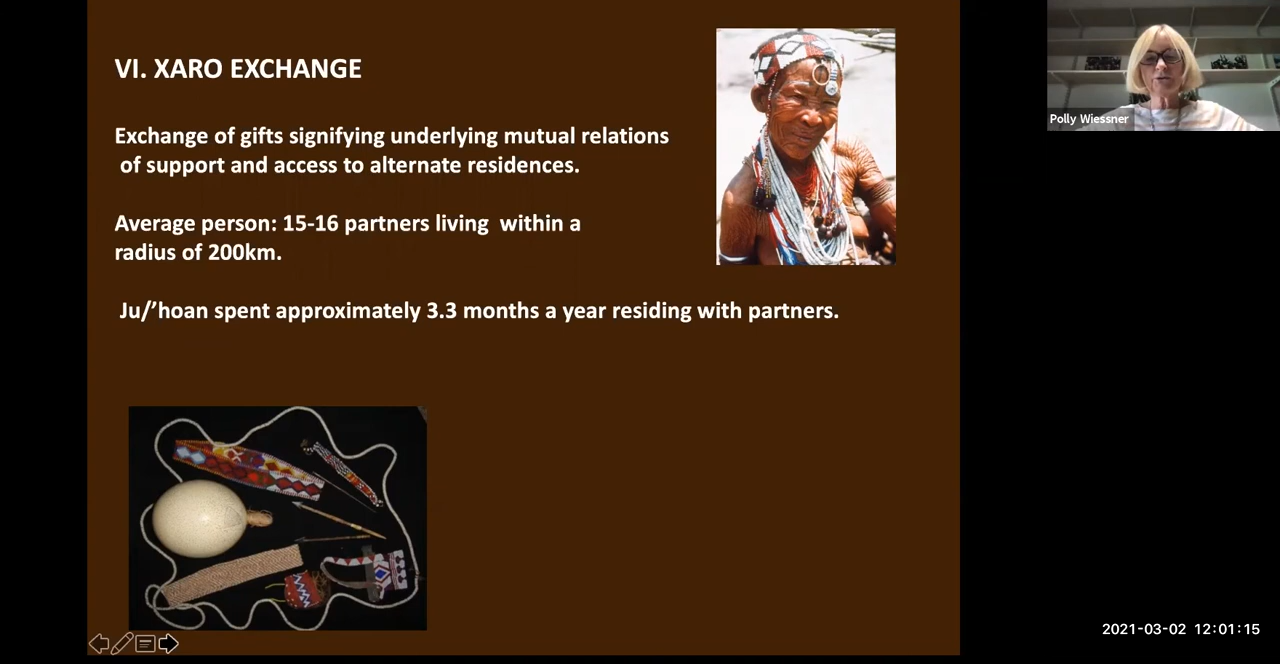 VI. XARO EXCHANGE
Exchange of gifts signifying underlying mutual relations
of support and access to alternate residences.
Average person: 15-16 partners living within a
radius of 200km.
Ju/’hoan spent approximately 3.3 months a year residing with partners.
Polly Wiessner
2021-03-02 12:01:15